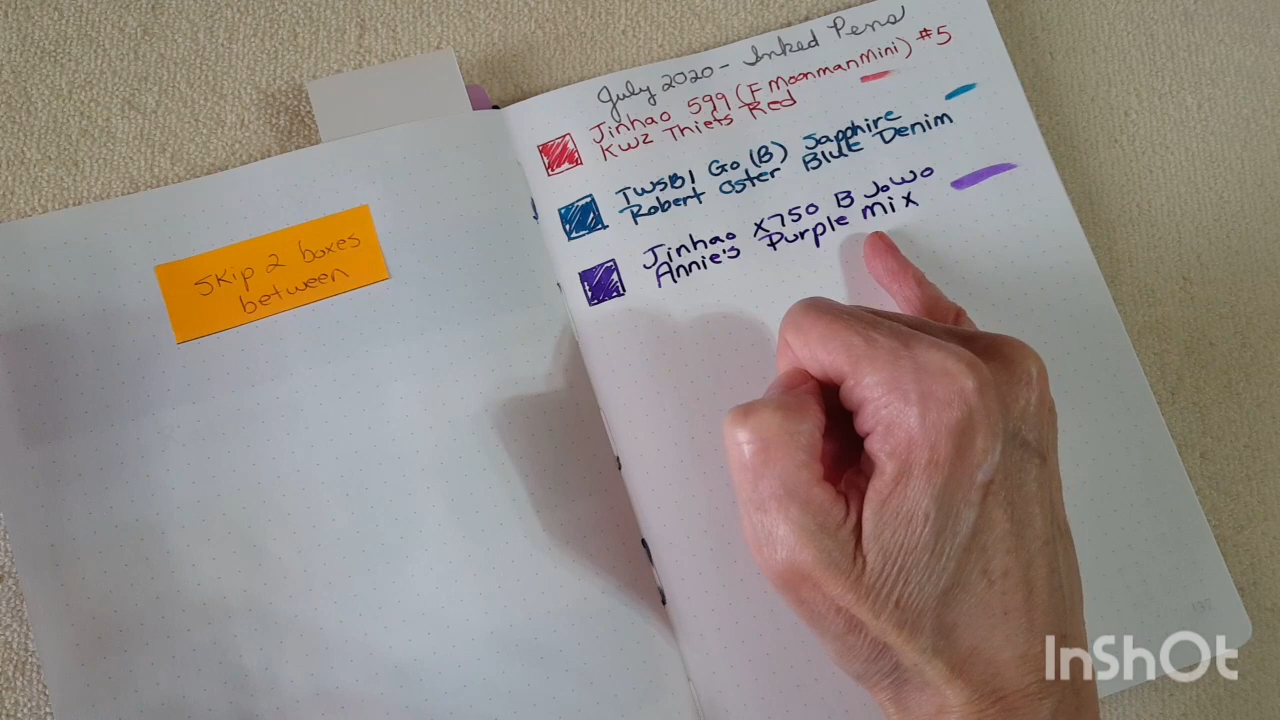 Skip 2 boxes
between
July 2020 - Inked Pens
Jinhao 599 (F Moonman Mini) #5
KWZ Thiefs Red
TWSBI Go (B) Sapphire
Robert Oster Blue Denim
Jinhao X750 B JoWo
Annie's Purple Mix
137
InShOt